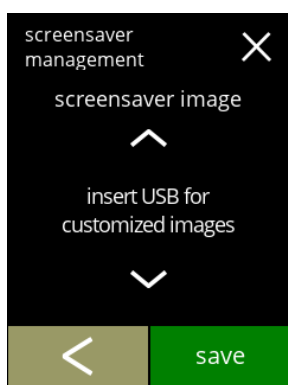 screensaver
management
screensaver image
insert USB for
customized images
save